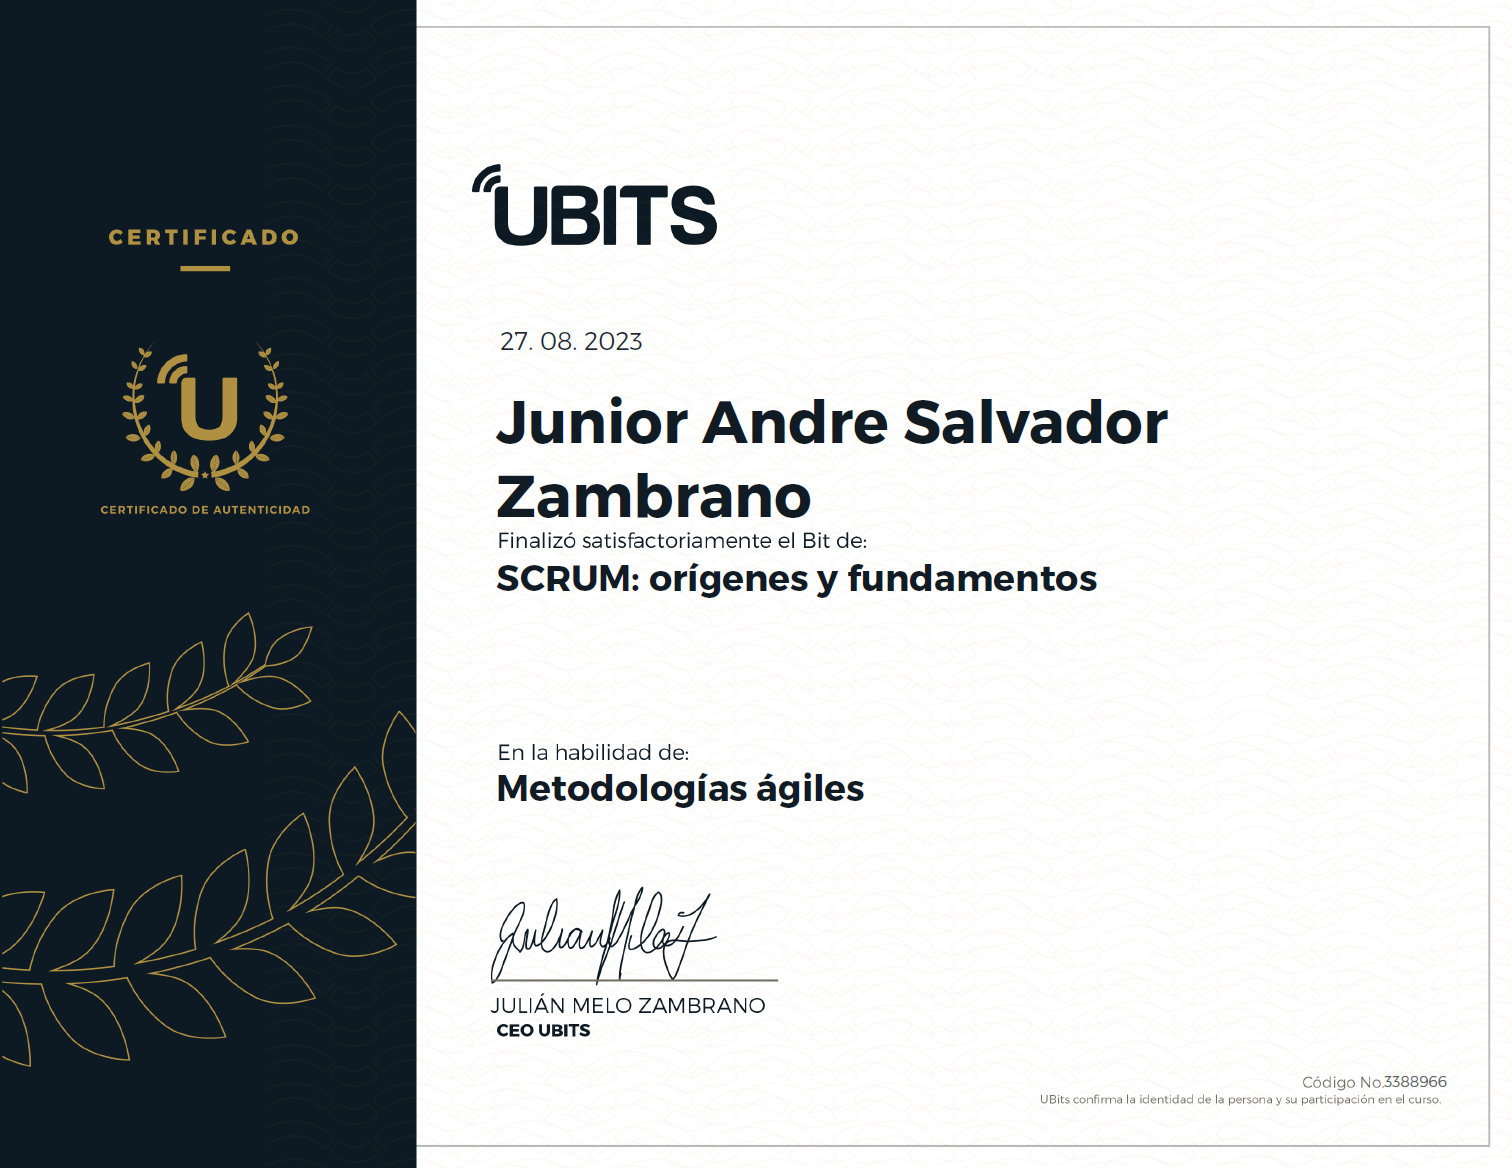 CERTIFICADO
U
CERTIFICADO DE AUTENTICIDAD
UBITS
27. 08. 2023
Junior Andre Salvador
Zambrano
Finalizó satisfactoriamente el Bit de:
SCRUM: orígenes y fundamentos
En la habilidad de:
Metodologías ágiles
JULIÁN MELO ZAMBRANO
CEO UBITS
Código No.3388966
UBits confirma la identidad de la persona y su participación en el curso.